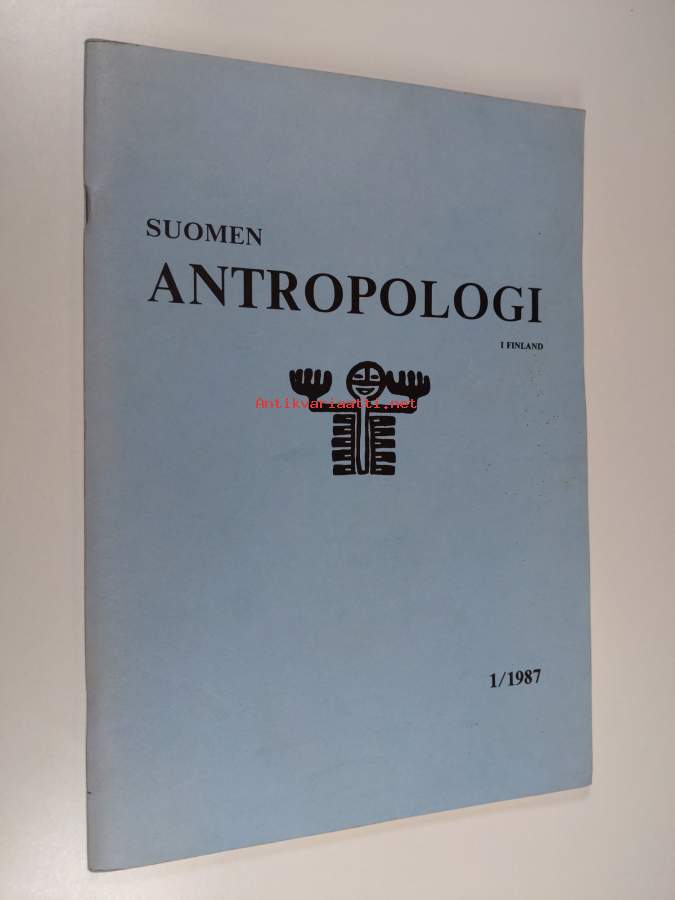 SUOMEN
ANTROPOLOGI
I FINLAND
Antikvariaatti.net
1/1987